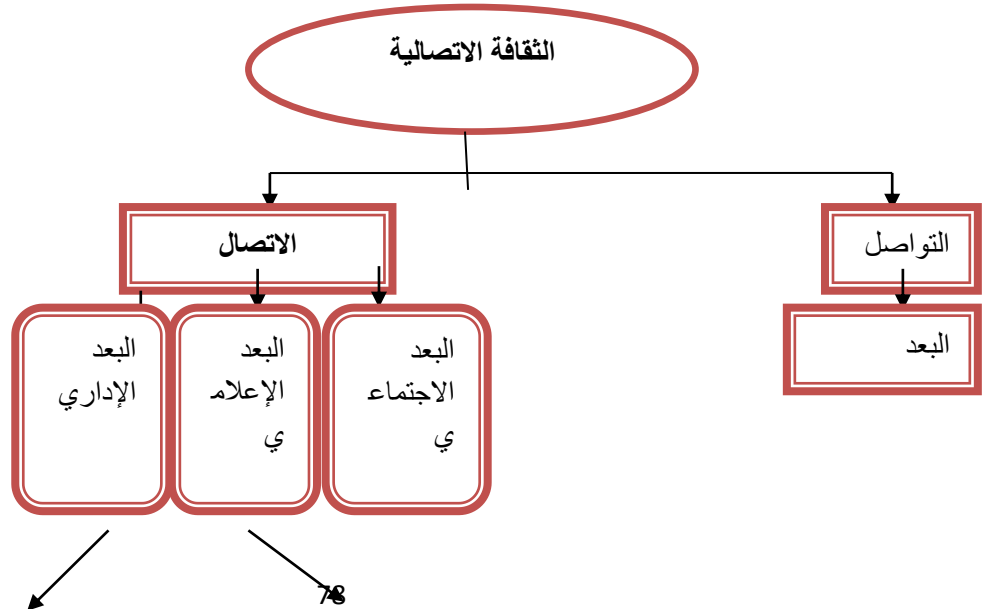 الثقافة الاتصالية
التواصل
الاتصال
البعد
البعد
الاجتماع
ي
البعد
الإعلام
ي
البعد
الإداري